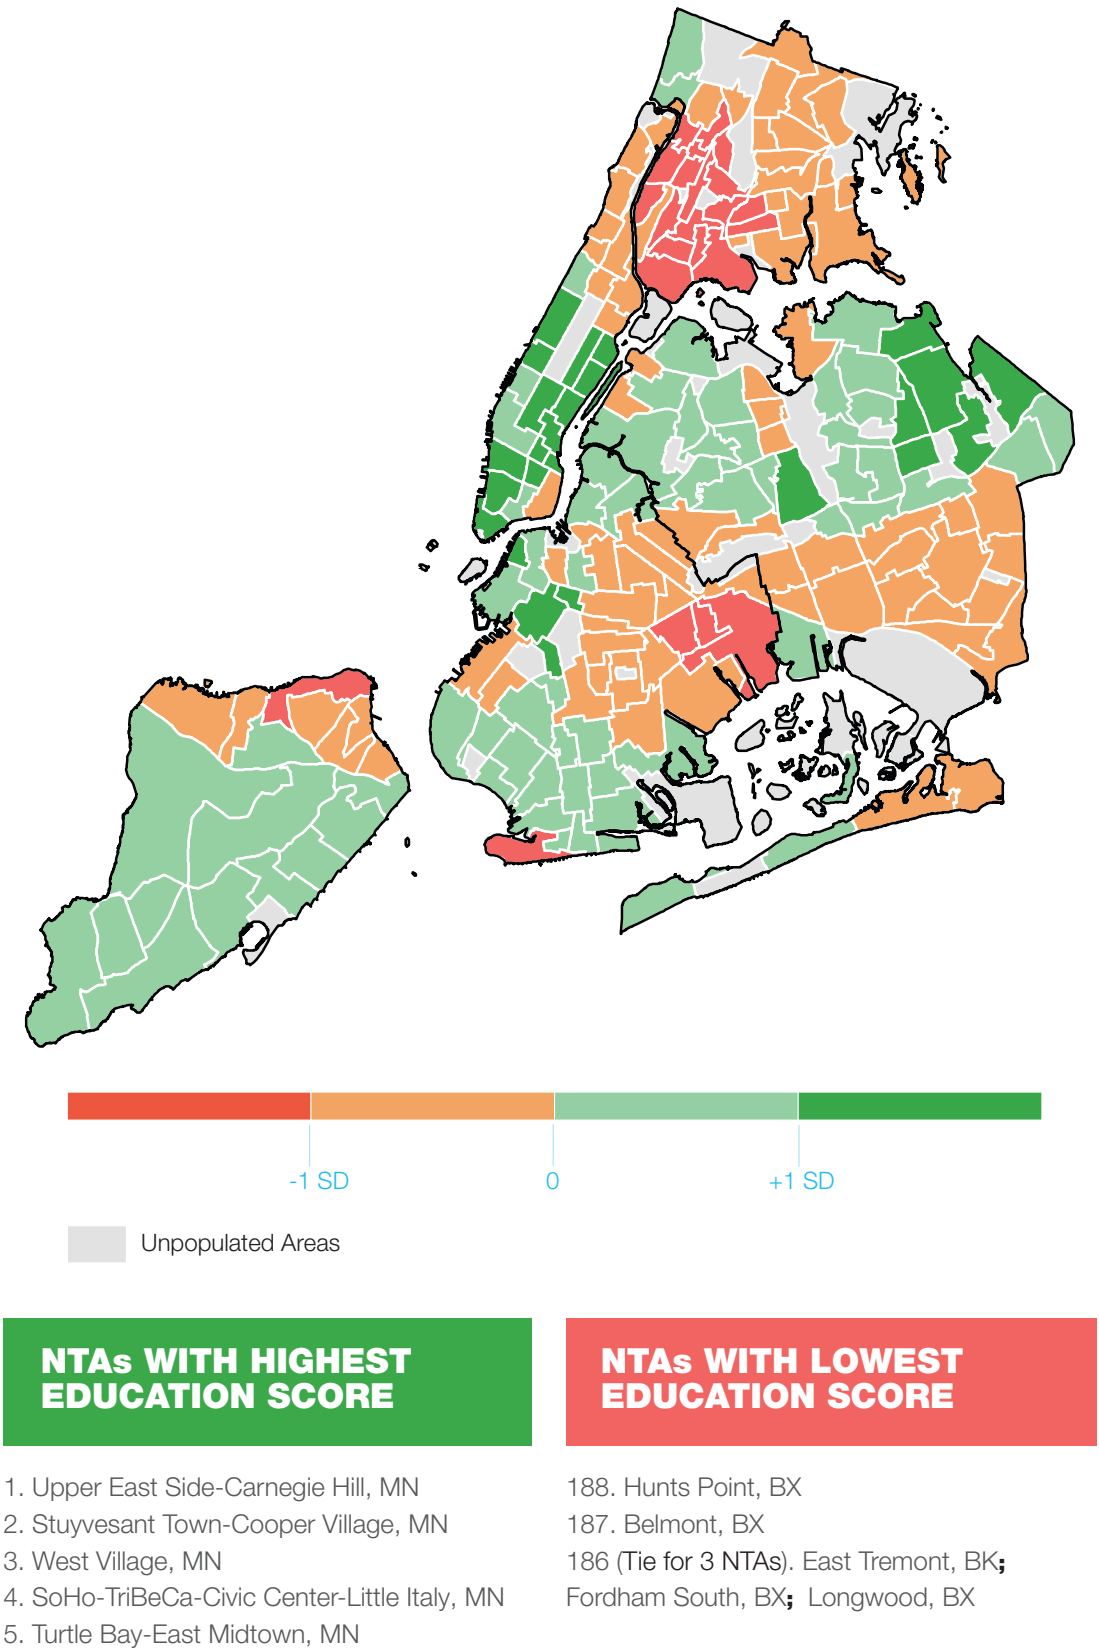 -1 SD
0
+1 SD
Unpopulated Areas
NTAs WITH HIGHEST
EDUCATION SCORE
1. Upper East Side-Carnegie Hill, MN
2. Stuyvesant Town-Cooper Village, MN
3. West Village, MN
4. SoHo-TriBeCa-Civic Center-Little Italy, MN
5. Turtle Bay-East Midtown, MN
NTAs WITH LOWEST
EDUCATION SCORE
188. Hunts Point, BX
187. Belmont, BX
186 (Tie for 3 NTAs). East Tremont, BK;
Fordham South, BX; Longwood, BX